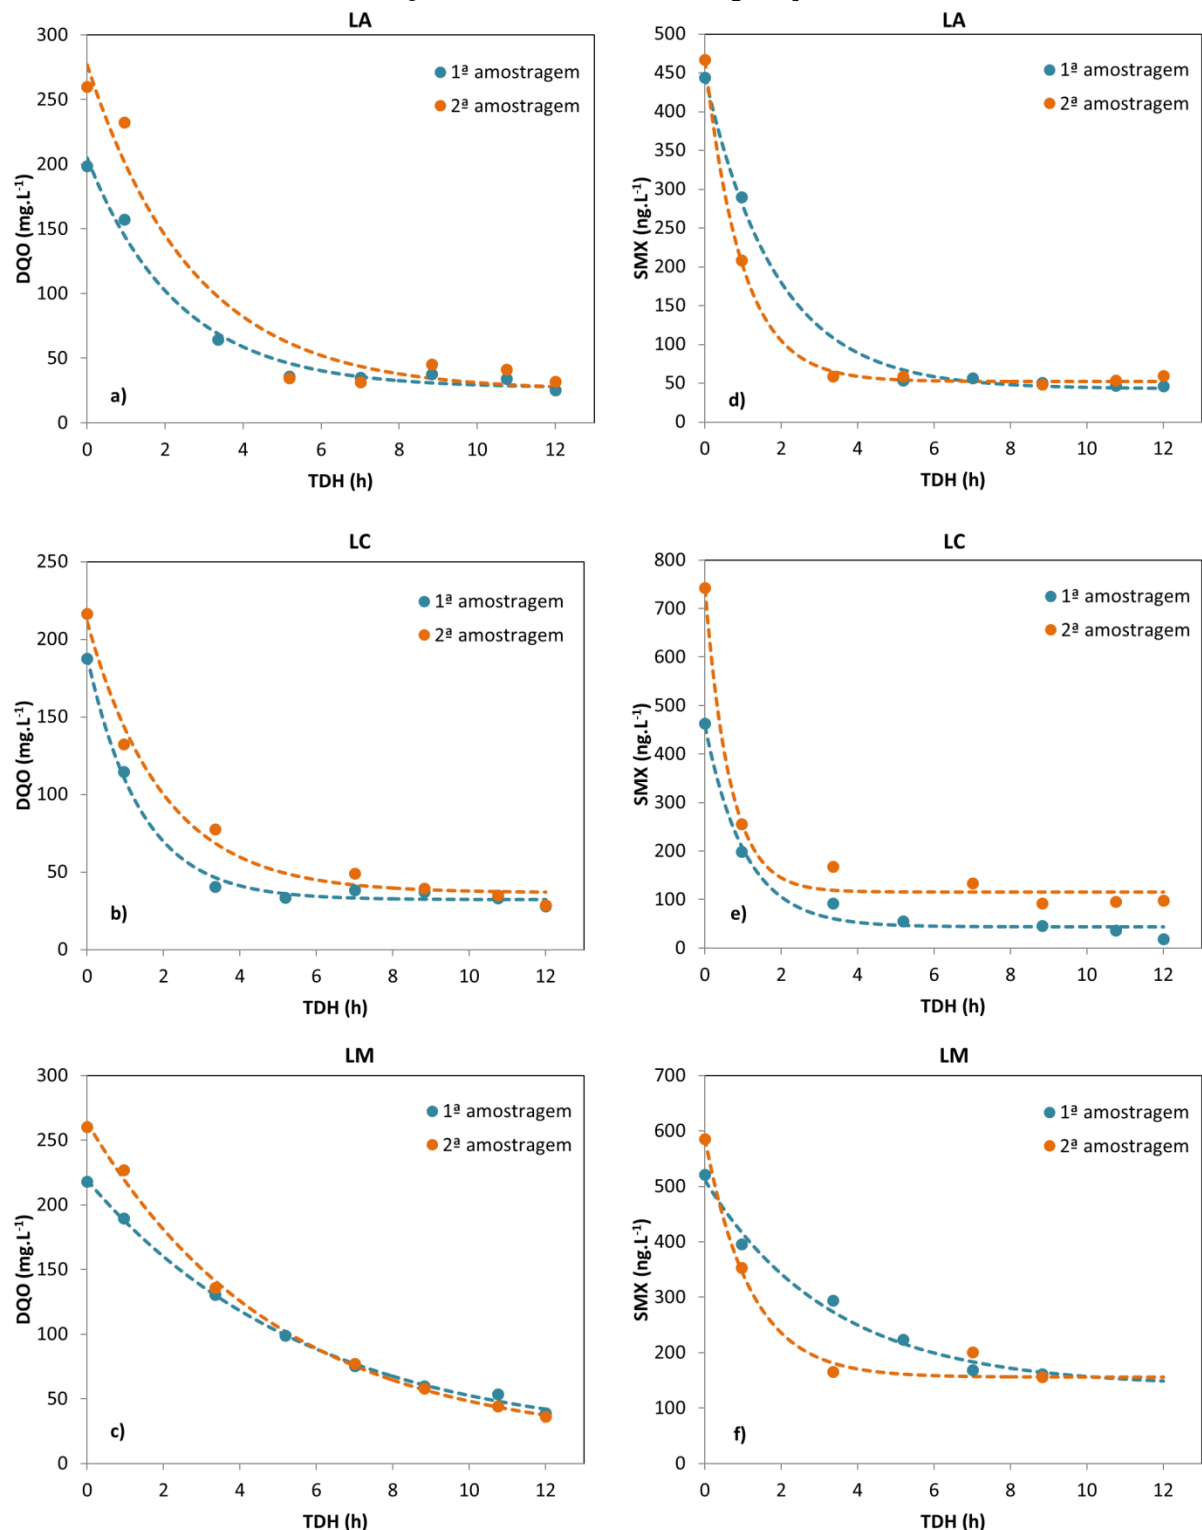 LA
300
250
200
150
100
50
0
DQO (mg.L-1)
1ª amostragem
2ª amostragem
a)
0 2 4 6 8 10 12
TDH (h)
LA
500
450
400
350
300
250
200
150
100
50
0
SMX (ng.L-1)
1ª amostragem
2ª amostragem
d)
0 2 4 6 8 10 12
TDH (h)
LC
250
200
150
100
50
0
DQO (mg.L-1)
1ª amostragem
2ª amostragem
b)
0 2 4 6 8 10 12
TDH (h)
LC
800
700
600
500
400
300
200
100
0
SMX (ng.L-1)
1ª amostragem
2ª amostragem
e)
0 2 4 6 8 10 12
TDH (h)
LM
300
250
200
150
100
50
0
DQO (mg.L-1)
1ª amostragem
2ª amostragem
c)
0 2 4 6 8 10 12
TDH (h)
LM
700
600
500
400
300
200
100
0
SMX (ng.L-1)
1ª amostragem
2ª amostragem
f)
0 2 4 6 8 10 12
TDH (h)